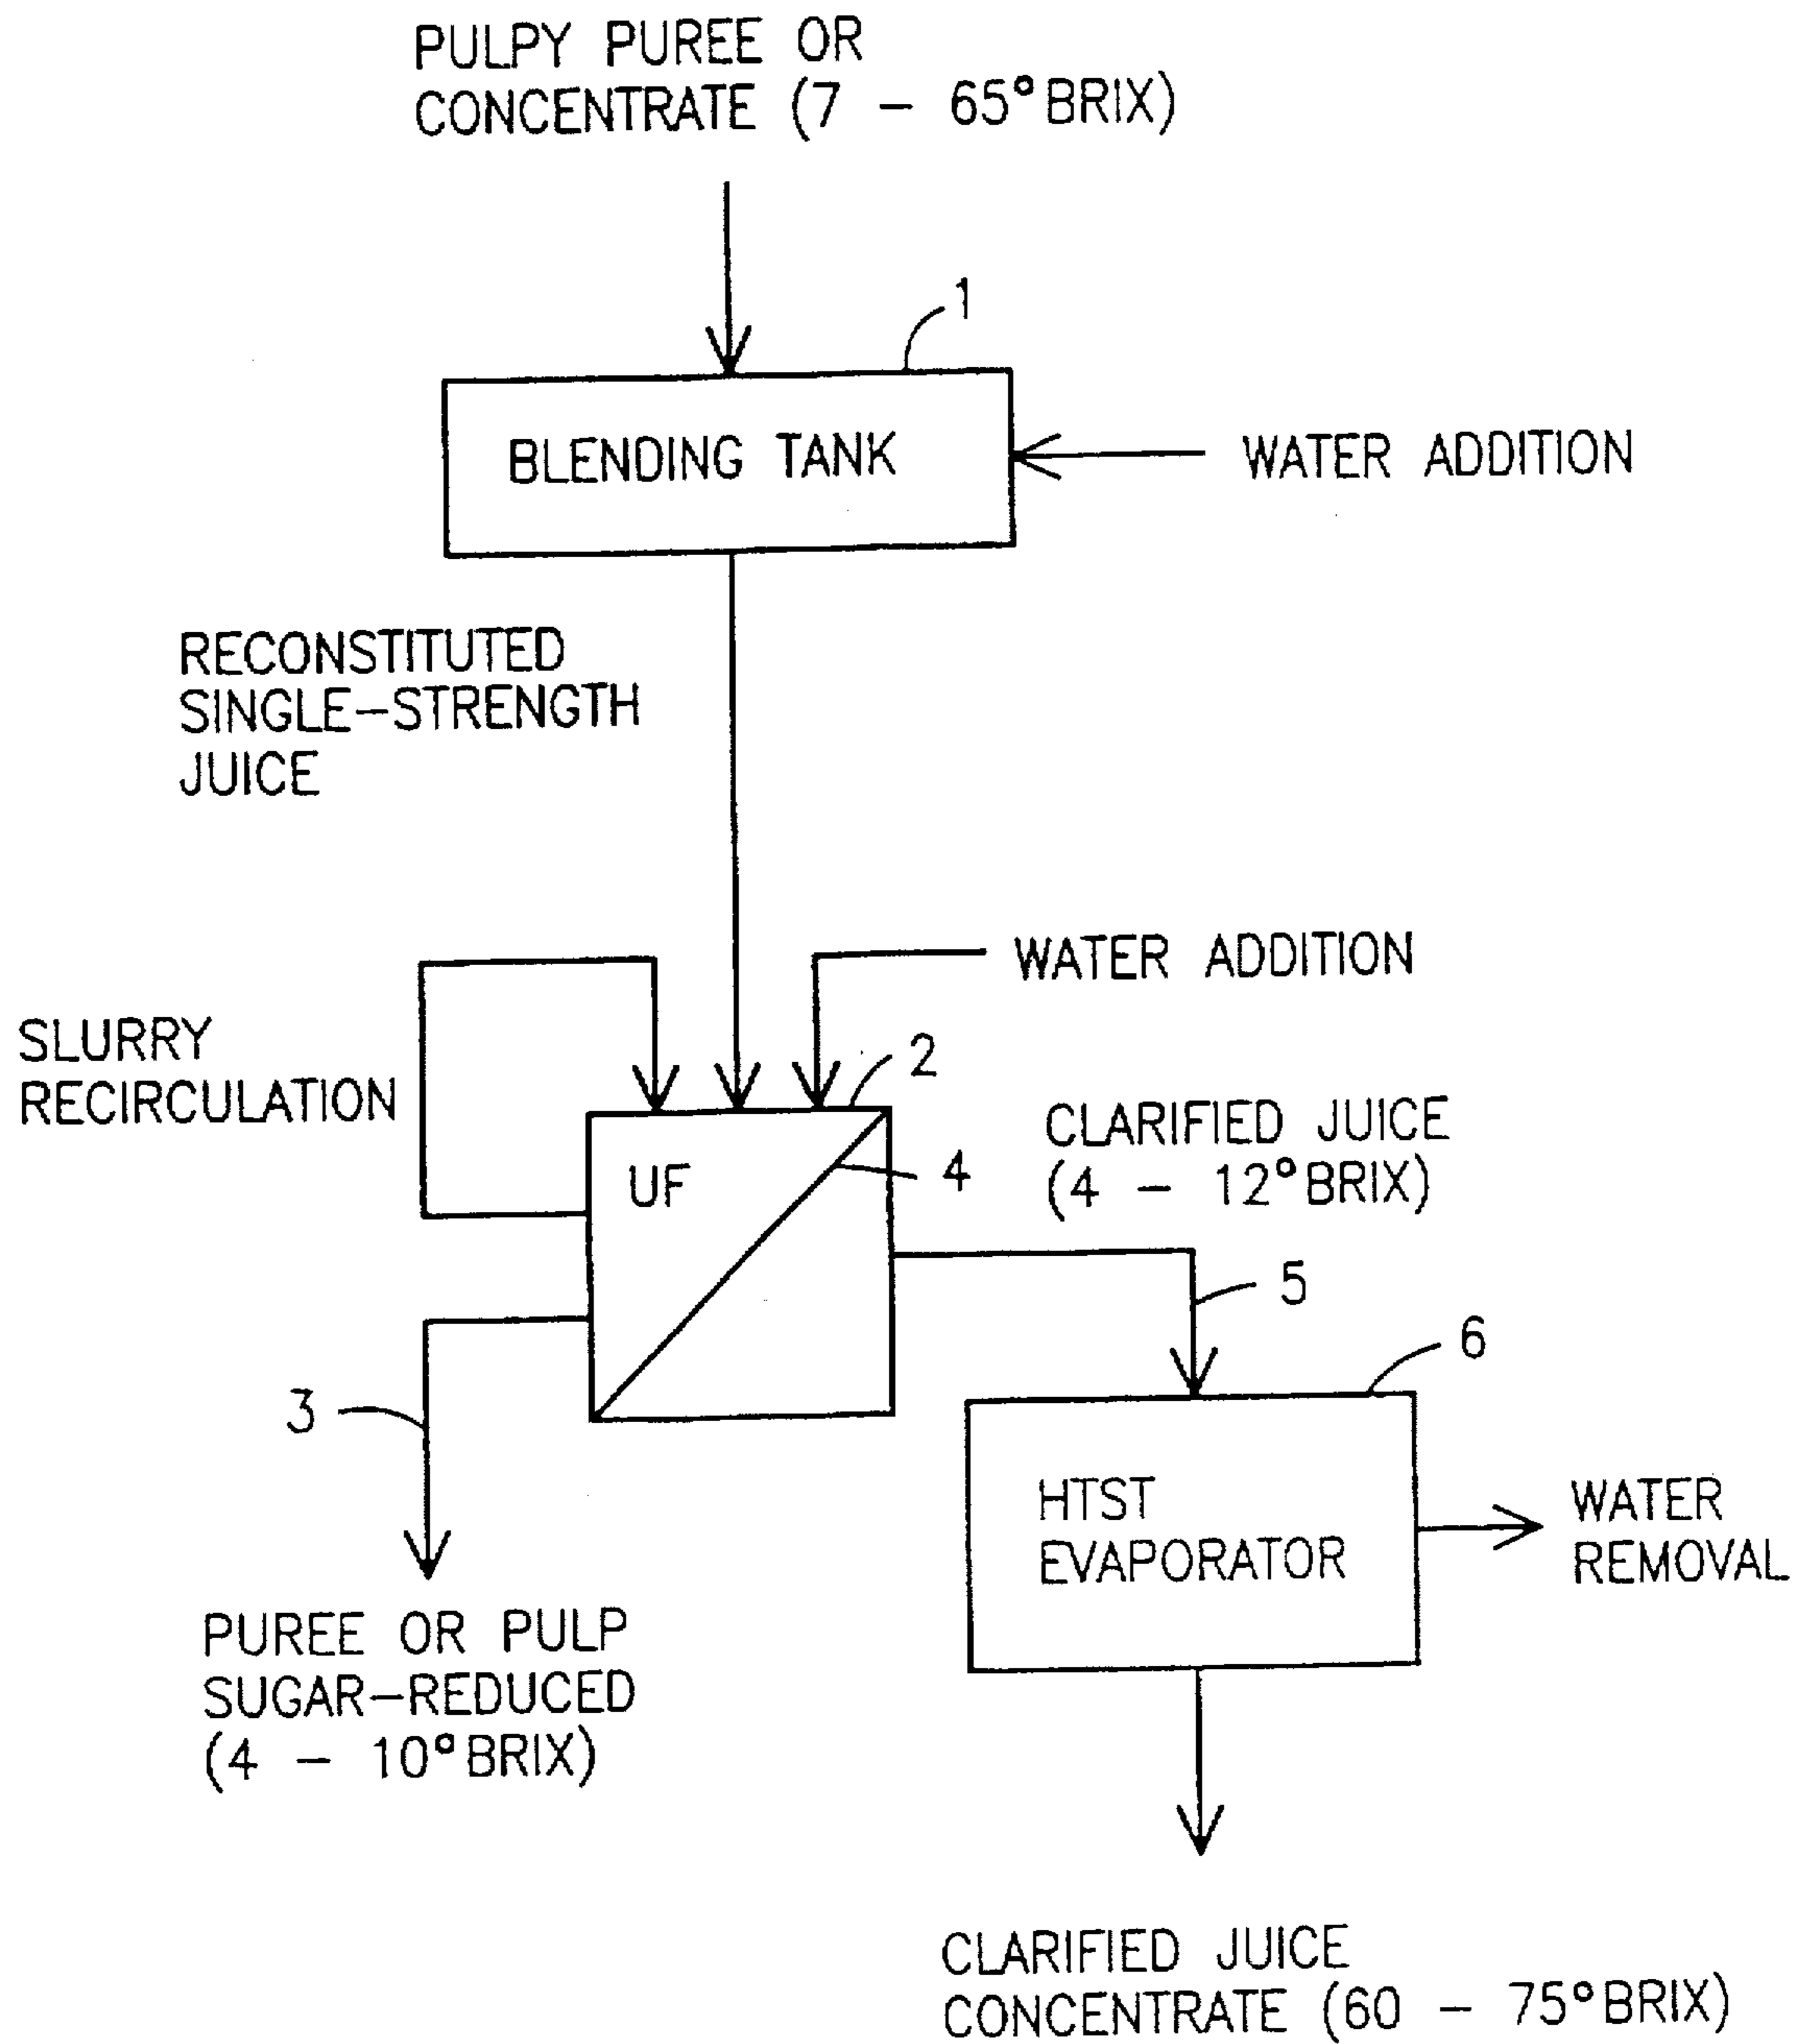 PULPY PUREE OR
CONCENTRATE (7 – 65°BRIX)
1
BLENDING TANK
WATER ADDITION
RECONSTITUTED
SINGLE–STRENGTH
JUICE
WATER ADDITION
SLURRY
RECIRCULATION
2
UF
4
CLARIFIED JUICE
(4 – 12°BRIX)
5
3
6
HTST
EVAPORATOR
WATER
REMOVAL
PUREE OR PULP
SUGAR–REDUCED
(4 – 10°BRIX)
CLARIFIED JUICE
CONCENTRATE (60 – 75°BRIX)